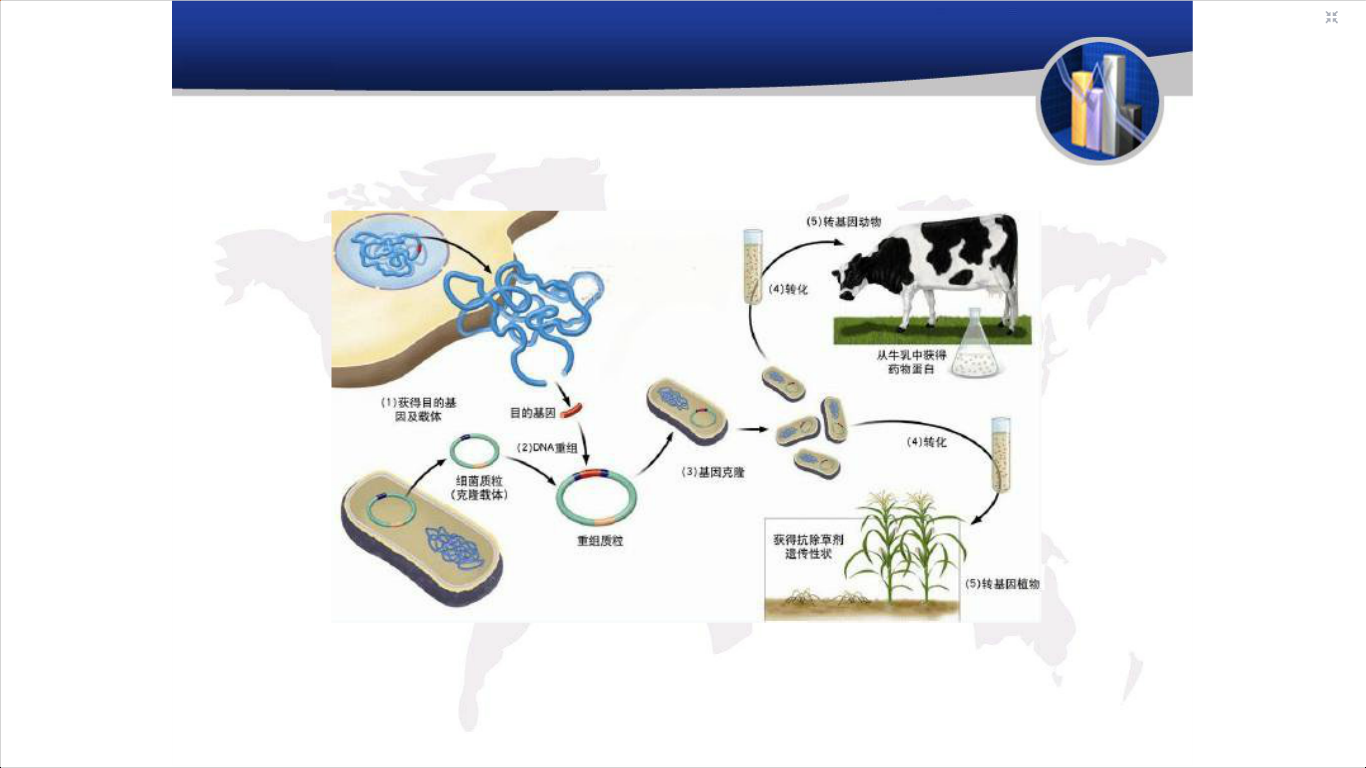 (1)获得目的基
因及载体
目的基因
(2)DNA重组
细菌质粒
(克隆载体)
重组质粒
(3)基因克隆
(4)转化
(5)转基因动物
从牛乳中获得
药物蛋白
(4)转化
获得抗除草剂
遗传性状
(5)转基因植物